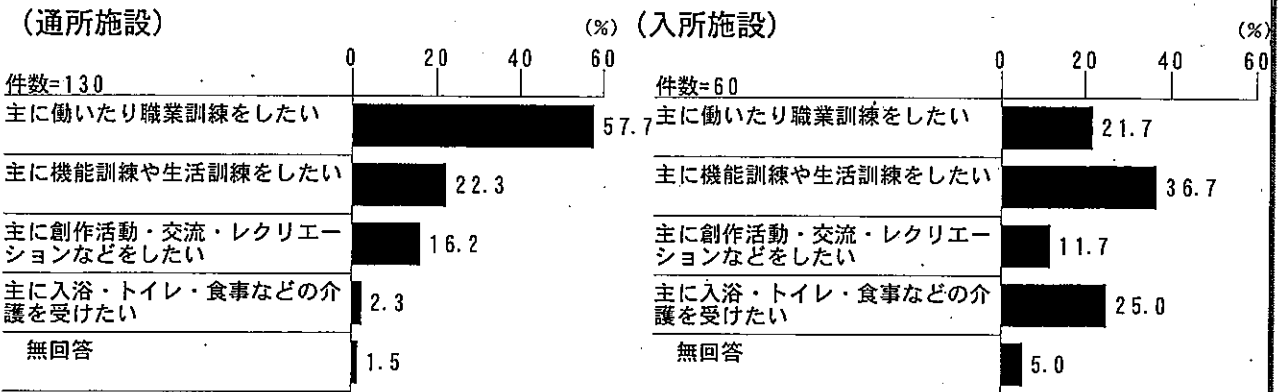 （通所施設）
(%)
0 20 40 60
件数=130
主に働いたり職業訓練をしたい
57.7
主に機能訓練や生活訓練をしたい
22.3
主に創作活動・交流・レクリエー
ションなどをしたい
16.2
主に入浴・トイレ・食事などの介
護を受けたい
2.3
無回答
1.5
（入所施設）
(%)
0 20 40 60
件数=60
主に働いたり職業訓練をしたい
21.7
主に機能訓練や生活訓練をしたい
36.7
主に創作活動・交流・レクリエー
ションなどをしたい
11.7
主に入浴・トイレ・食事などの介
護を受けたい
25.0
無回答
5.0